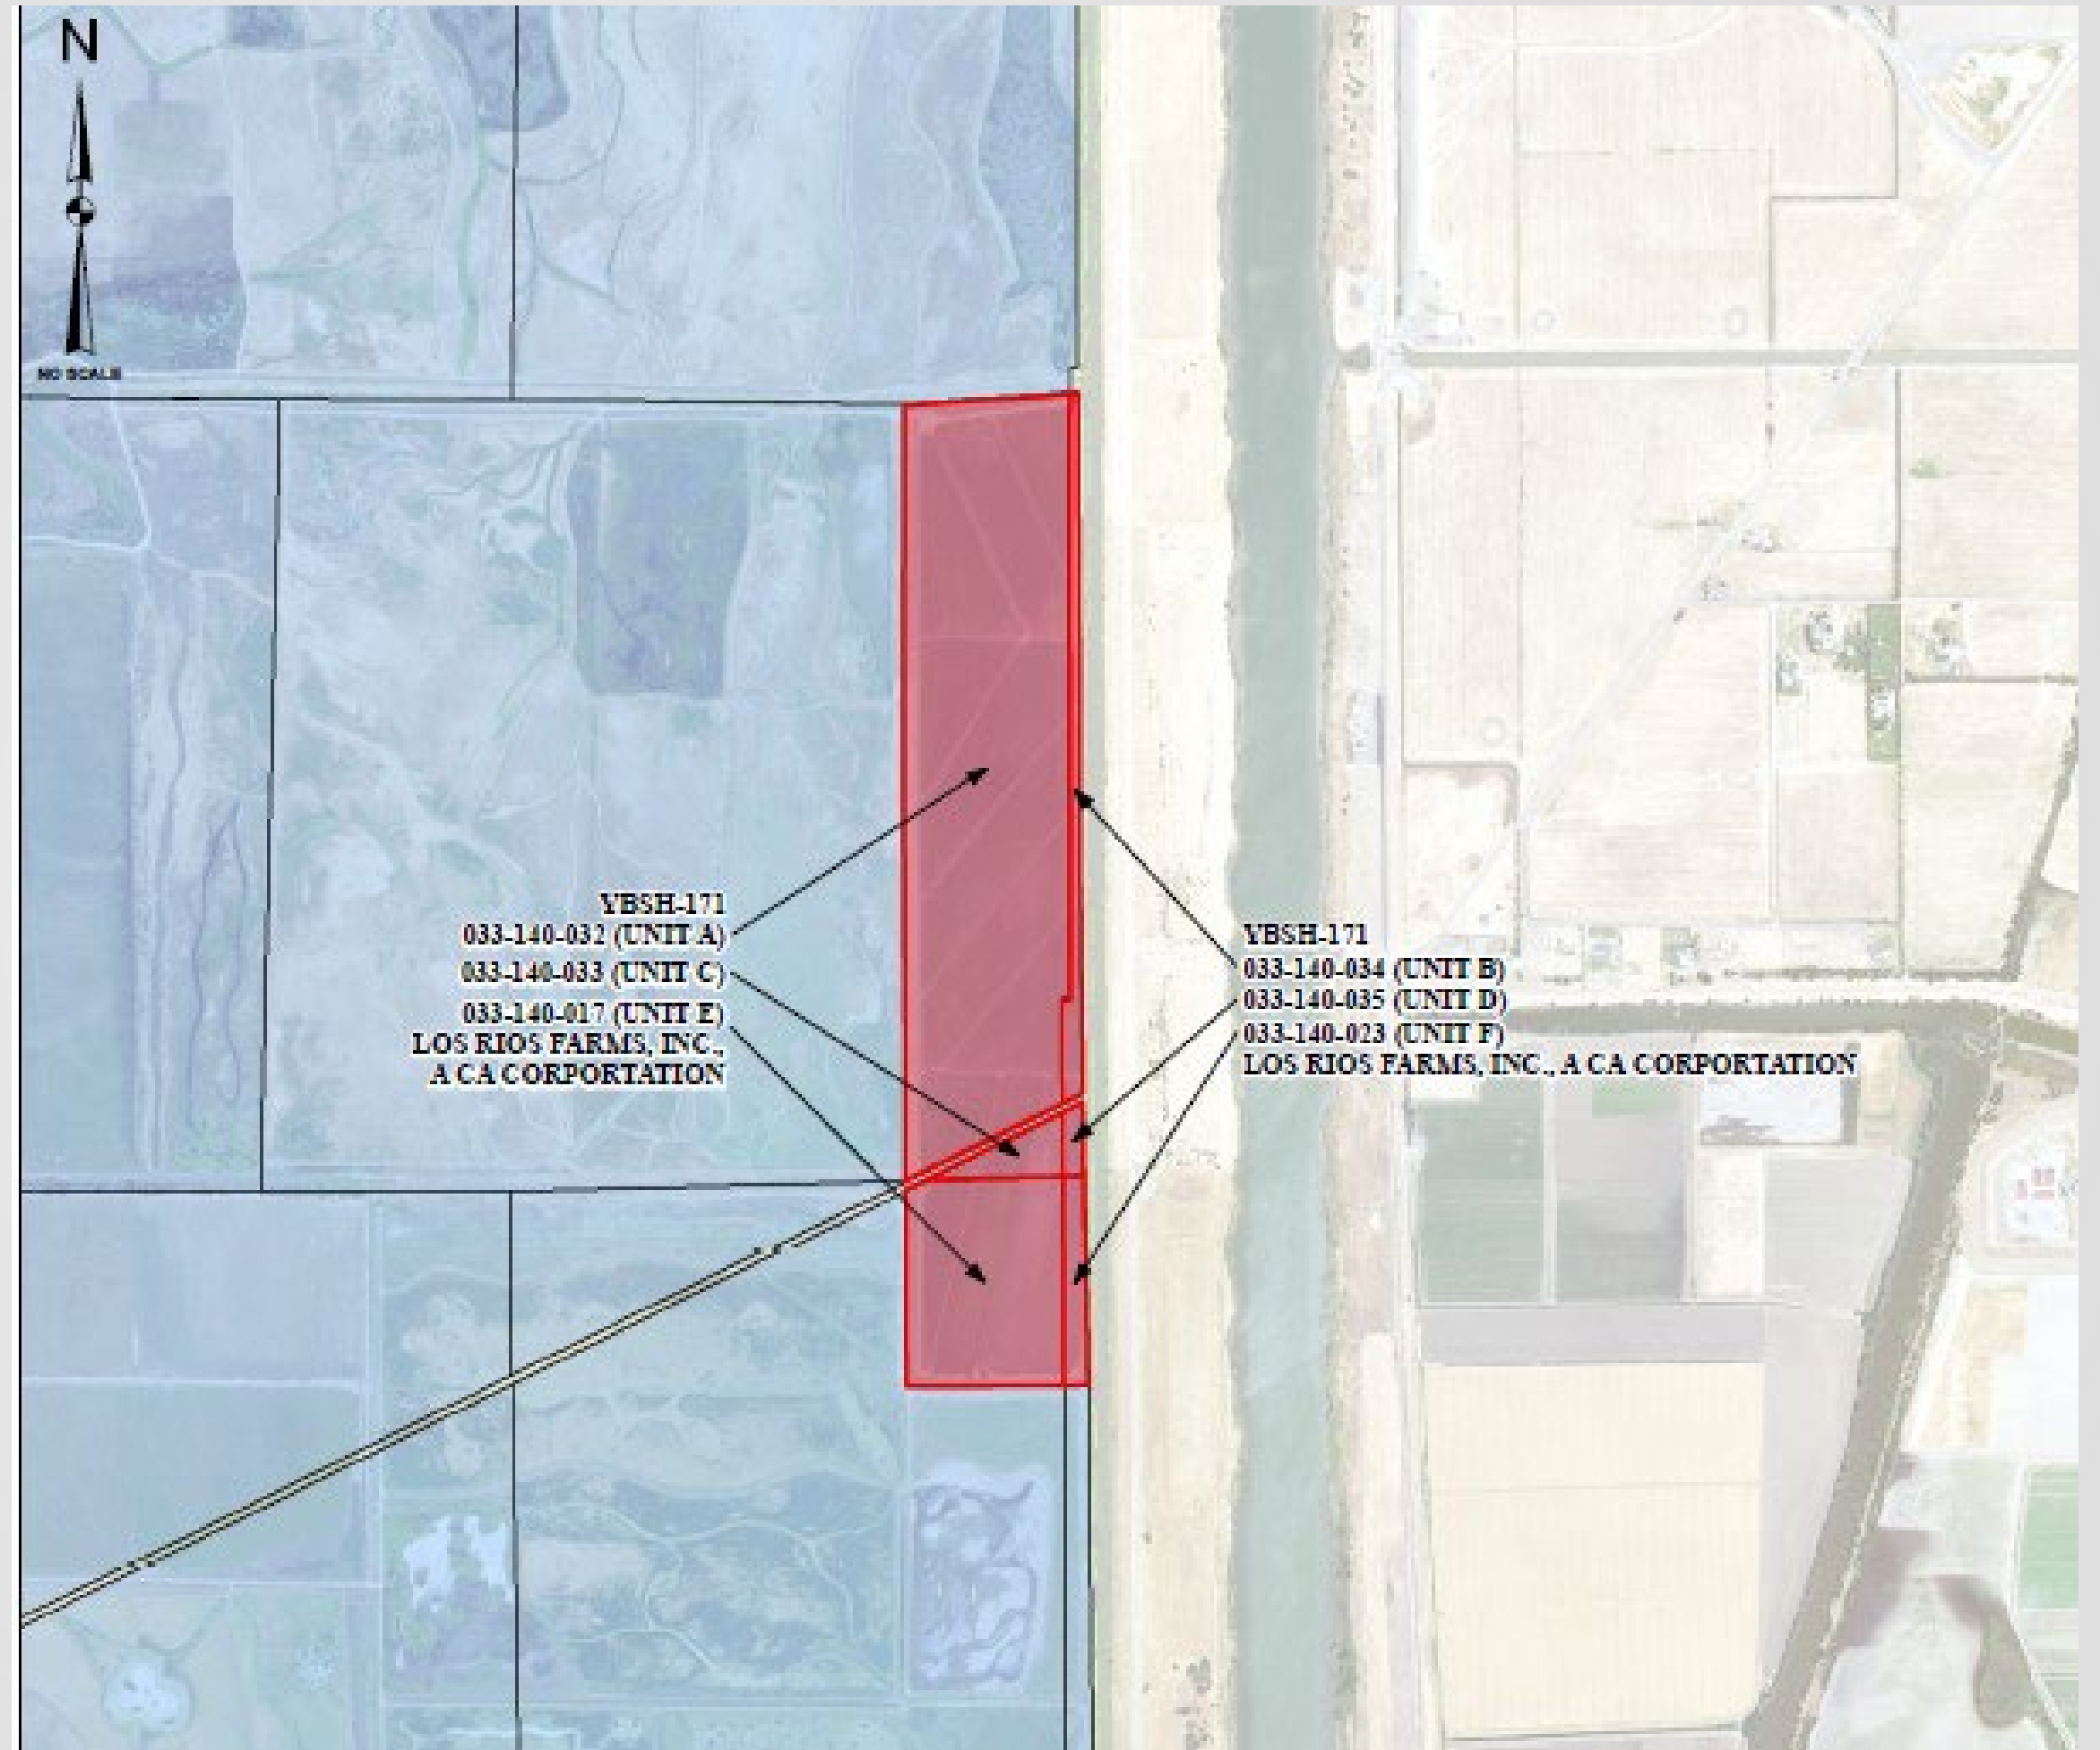 N
NO SCALE
YBSH-171
033-140-032 (UNIT A)
033-140-033 (UNIT C)
033-140-017 (UNIT E)
LOS RIOS FARMS, INC.,
A CA CORPORTATION
YBSH-171
033-140-034 (UNIT B)
033-140-035 (UNIT D)
033-140-023 (UNIT F)
LOS RIOS FARMS, INC., A CA CORPORTATION